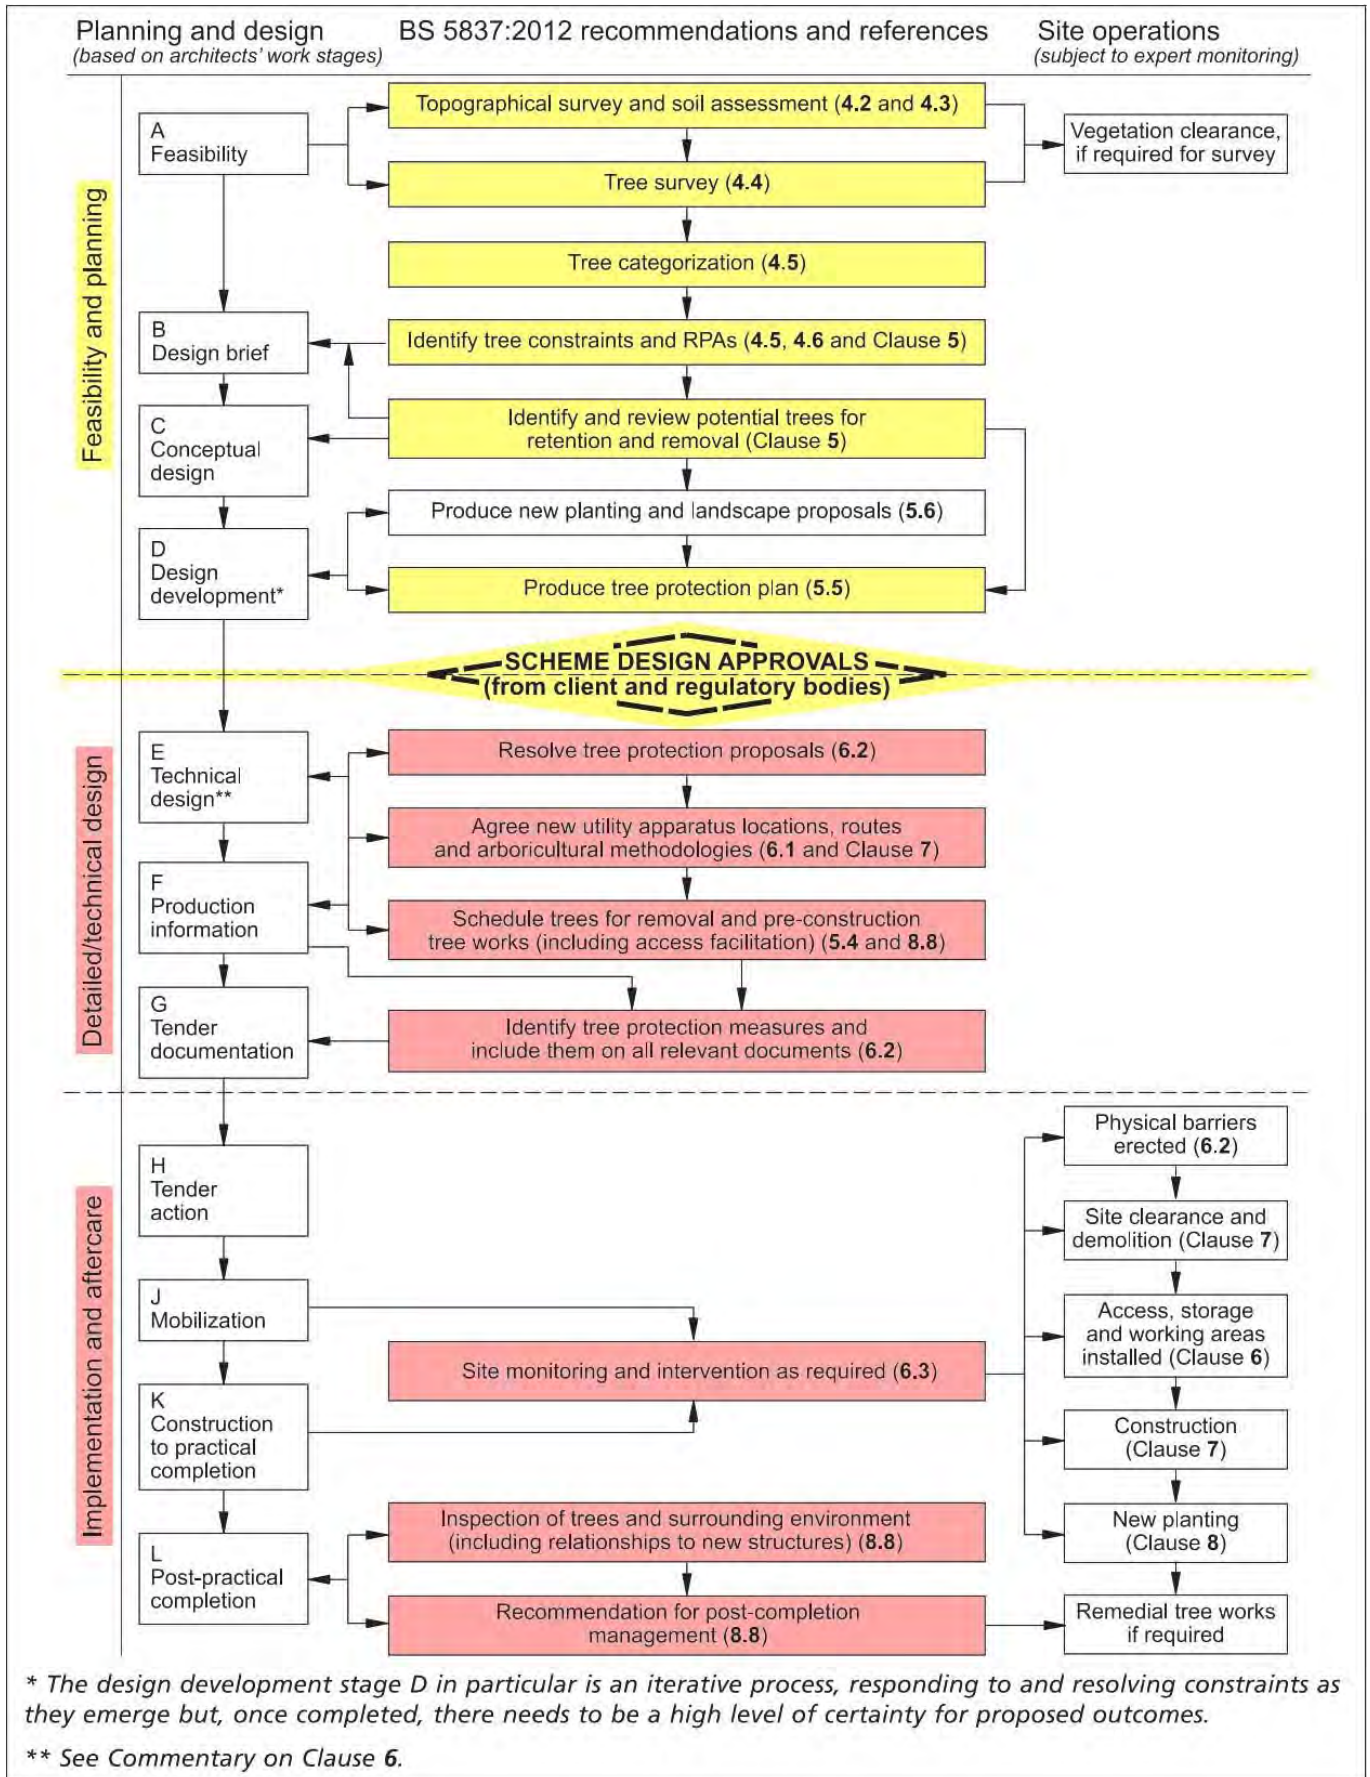 Planning and design
(based on architects' work stages)
BS 5837:2012 recommendations and references
Site operations
(subject to expert monitoring)
Feasibility and planning
A
Feasibility
Topographical survey and soil assessment (4.2 and 4.3)
Vegetation clearance,
if required for survey
Tree survey (4.4)
Tree categorization (4.5)
B
Design brief
Identify tree constraints and RPAs (4.5, 4.6 and Clause 5)
C
Conceptual
design
Identify and review potential trees for
retention and removal (Clause 5)
D
Design
development*
Produce new planting and landscape proposals (5.6)
Produce tree protection plan (5.5)
SCHEME DESIGN APPROVALS
(from client and regulatory bodies)
Detailed/technical design
E
Technical
design**
Resolve tree protection proposals (6.2)
Agree new utility apparatus locations, routes
and arboricultural methodologies (6.1 and Clause 7)
F
Production
information
Schedule trees for removal and pre-construction
tree works (including access facilitation) (5.4 and 8.8)
G
Tender
documentation
Identify tree protection measures and
include them on all relevant documents (6.2)
Implementation and aftercare
H
Tender
action
J
Mobilization
K
Construction
to practical
completion
L
Post-practical
completion
Site monitoring and intervention as required (6.3)
Inspection of trees and surrounding environment
(including relationships to new structures) (8.8)
Recommendation for post-completion
management (8.8)
Physical barriers
erected (6.2)
Site clearance and
demolition (Clause 7)
Access, storage
and working areas
installed (Clause 6)
Construction
(Clause 7)
New planting
(Clause 8)
Remedial tree works
if required
* The design development stage D in particular is an iterative process, responding to and resolving constraints as
they emerge but, once completed, there needs to be a high level of certainty for proposed outcomes.
** See Commentary on Clause 6.